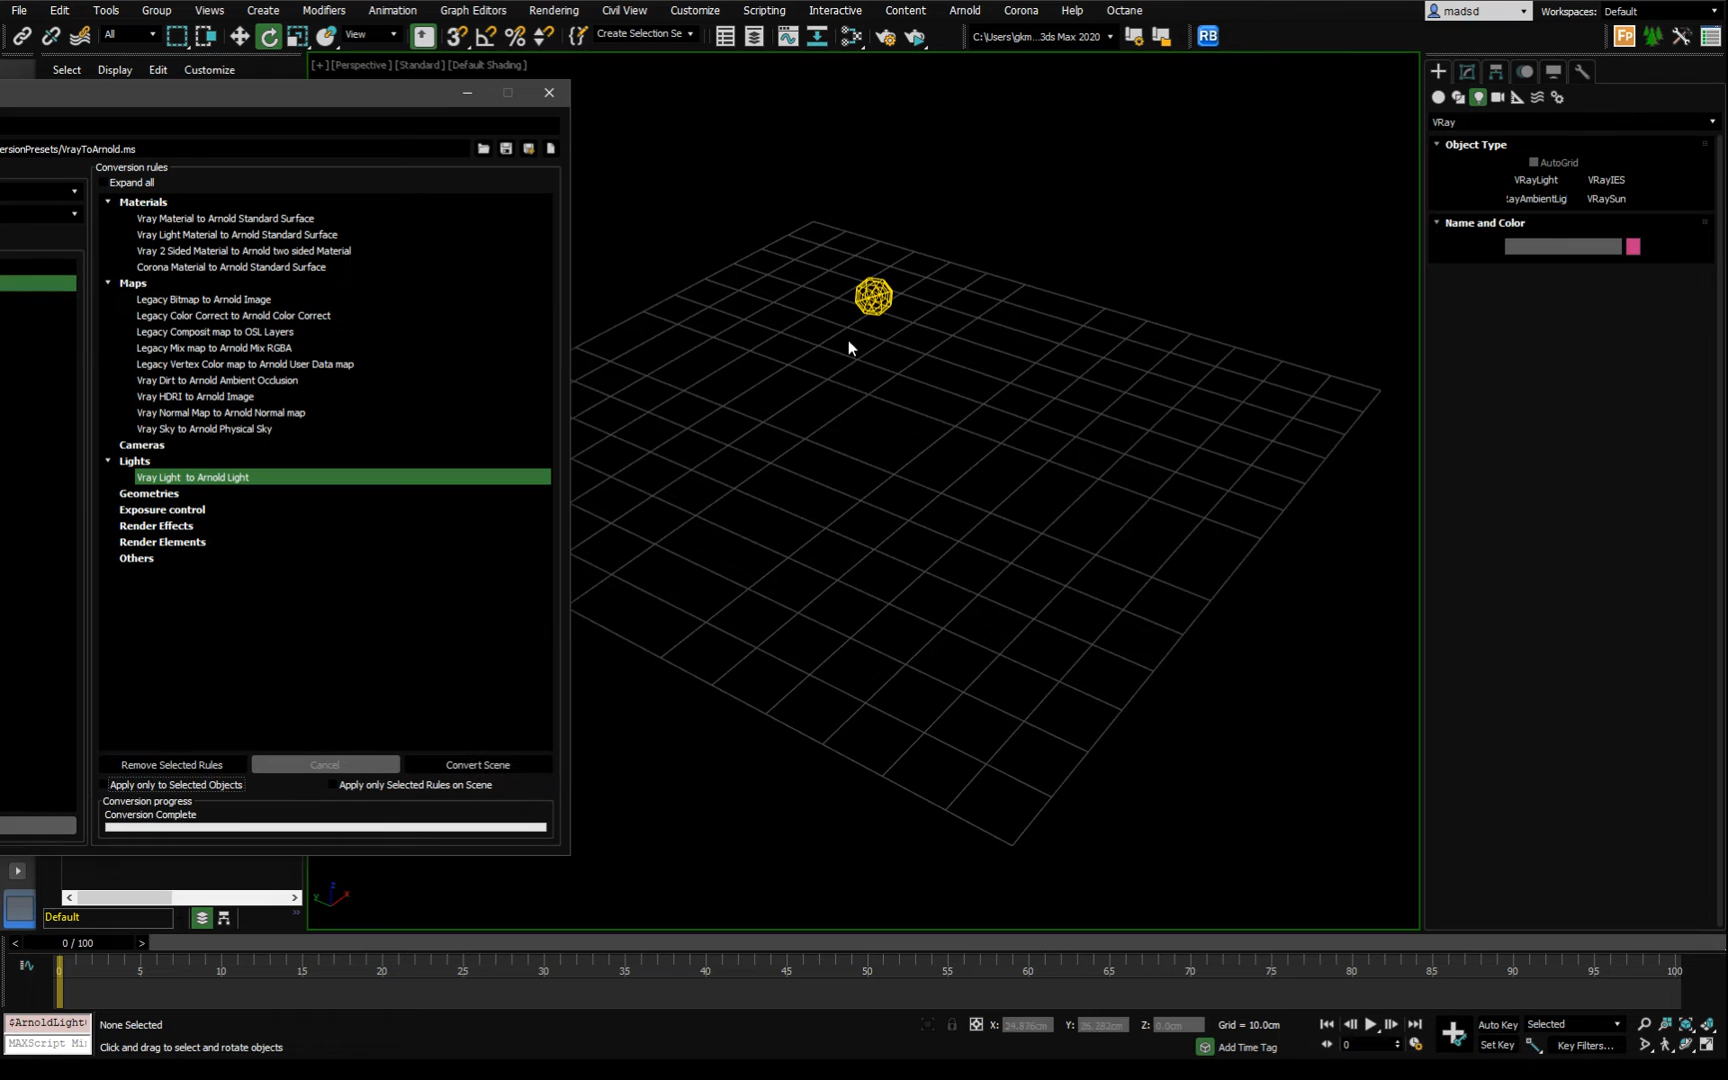 File Edit Tools Group Views Create Modifiers Animation Graph Editors Rendering Civil View Customize Scripting Interactive Content Arnold Corona Help Octane
madsd
Workspaces: Default
All
View
Create Selection Se
C:\Users\gkm...3ds Max 2020
RB
Fp
Select Display Edit Customize
[+] [Perspective] [Standard] [Default Shading]
ersionPresets/VrayToArnold.ms
Conversion rules
Expand all
Materials
Vray Material to Arnold Standard Surface
Vray Light Material to Arnold Standard Surface
Vray 2 Sided Material to Arnold two sided Material
Corona Material to Arnold Standard Surface
Maps
Legacy Bitmap to Arnold Image
Legacy Color Correct to Arnold Color Correct
Legacy Composit map to OSL Layers
Legacy Mix map to Arnold Mix RGBA
Legacy Vertex Color map to Arnold User Data map
Vray Dirt to Arnold Ambient Occlusion
Vray HDRI to Arnold Image
Vray Normal Map to Arnold Normal map
Vray Sky to Arnold Physical Sky
Cameras
Lights
Vray Light to Arnold Light
Geometries
Exposure control
Render Effects
Render Elements
Others
Remove Selected Rules Cancel Convert Scene
Apply only to Selected Objects Apply only Selected Rules on Scene
Conversion progress
Conversion Complete
VRay
Object Type
AutoGrid
VRayLight VRayIES
:ayAmbientLig VRaySun
Name and Color
Default
0 / 100
0 5 10 15 20 25 30 35 40 45 50 55 60 65 70 75 80 85 90 95 100
$ArnoldLight
MAXScript Mi
None Selected
Click and drag to select and rotate objects
X: 24.876cm Y: 26.282cm Z: 0.0cm Grid = 10.0cm
Add Time Tag
0
Auto Key Selected
Set Key Key Filters...